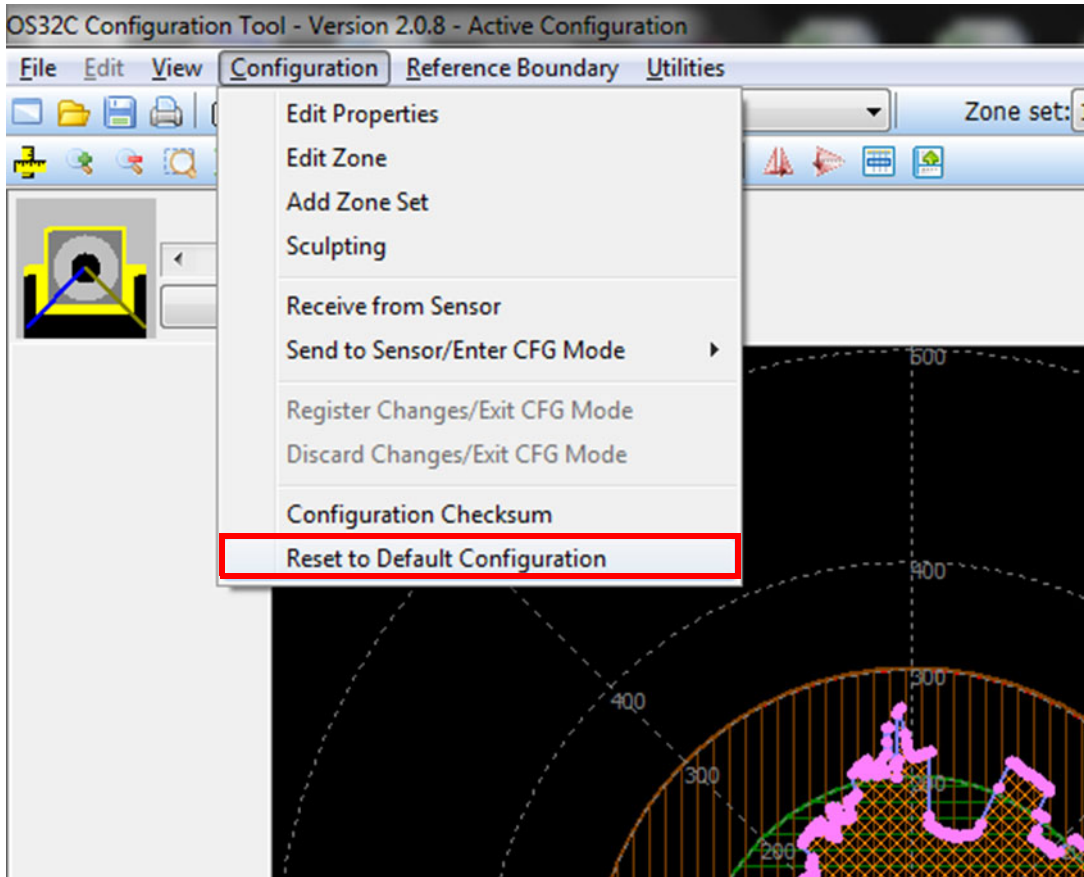 OS32C Configuration Tool - Version 2.0.8 - Active Configuration
File Edit View Configuration Reference Boundary Utilities
Zone set:
Edit Properties
Edit Zone
Add Zone Set
Sculpting
Receive from Sensor
Send to Sensor/Enter CFG Mode
Register Changes/Exit CFG Mode
Discard Changes/Exit CFG Mode
Configuration Checksum
Reset to Default Configuration
500
400
300
400
300
200
200